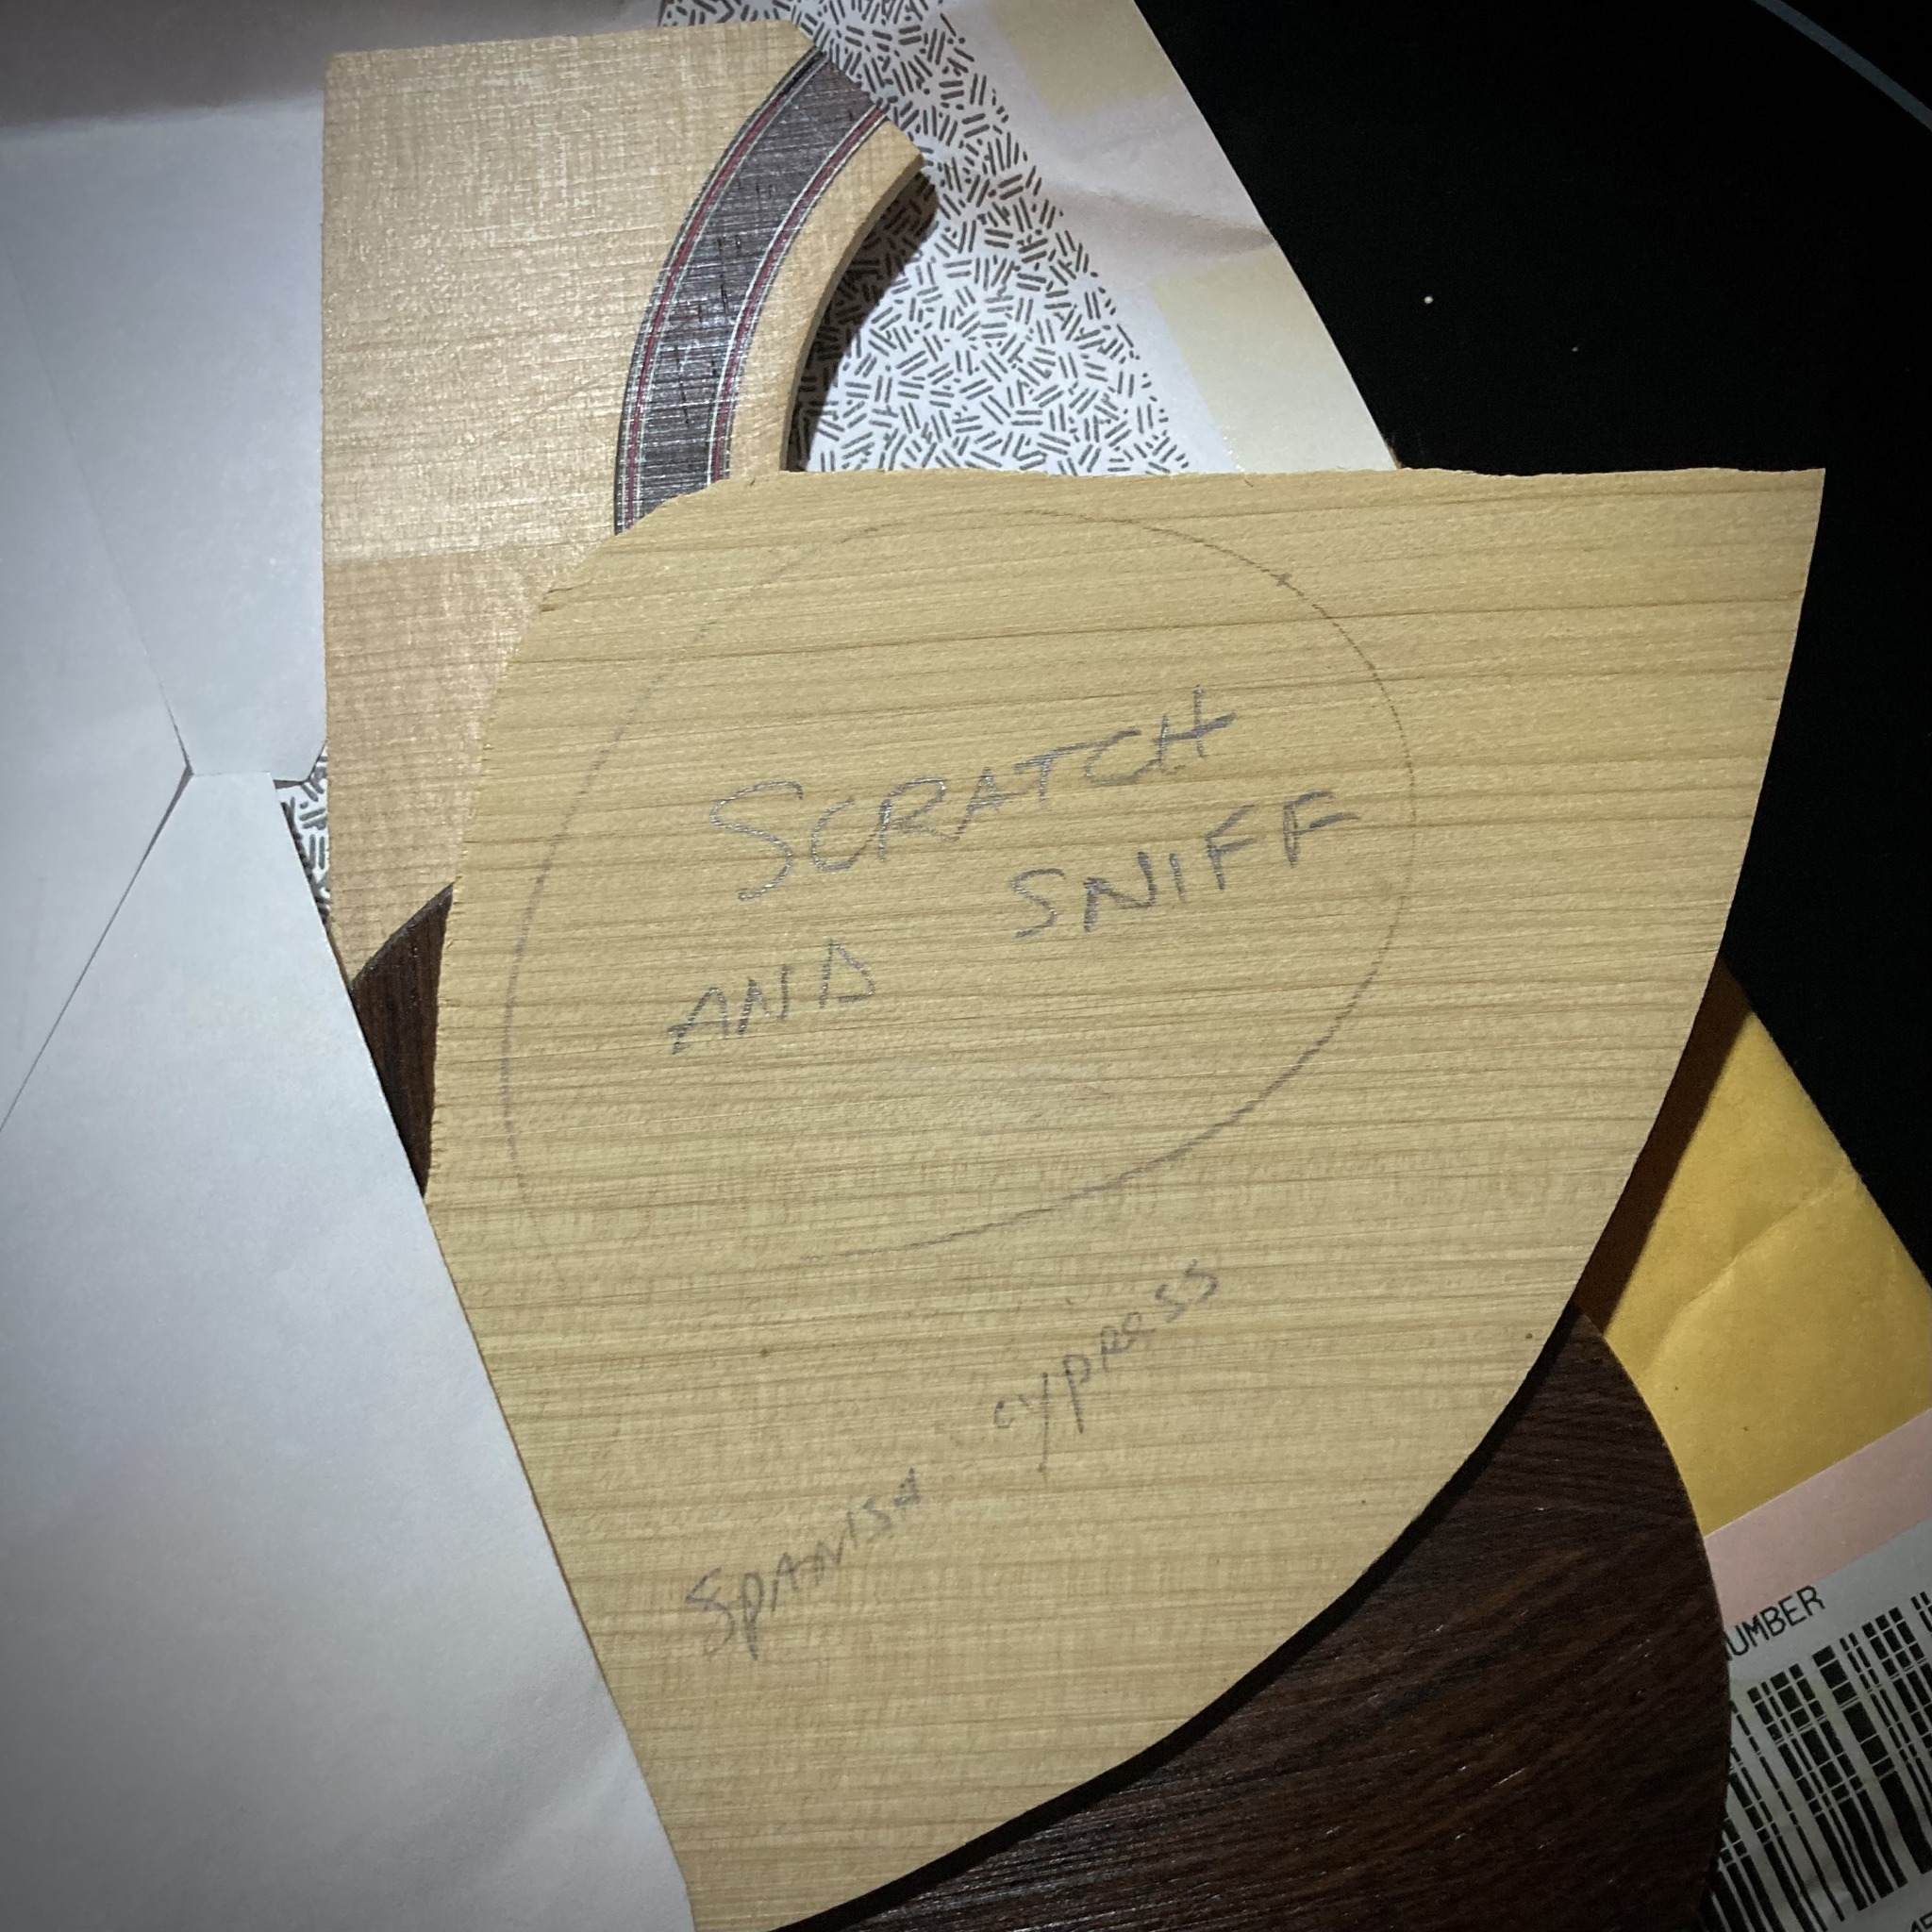 SCRATCH
AND SNIFF
SPANISH cypress
UMBER